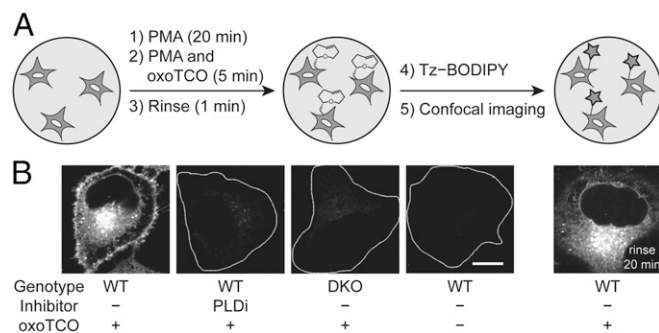 A
1) PMA (20 min)
2) PMA and
oxoTCO (5 min)
3) Rinse (1 min)
4) Tz–BODIPY
5) Confocal imaging
B
rinse
20 min
Genotype WT WT DKO WT WT
Inhibitor – PLDi – – –
oxoTCO + + + – +